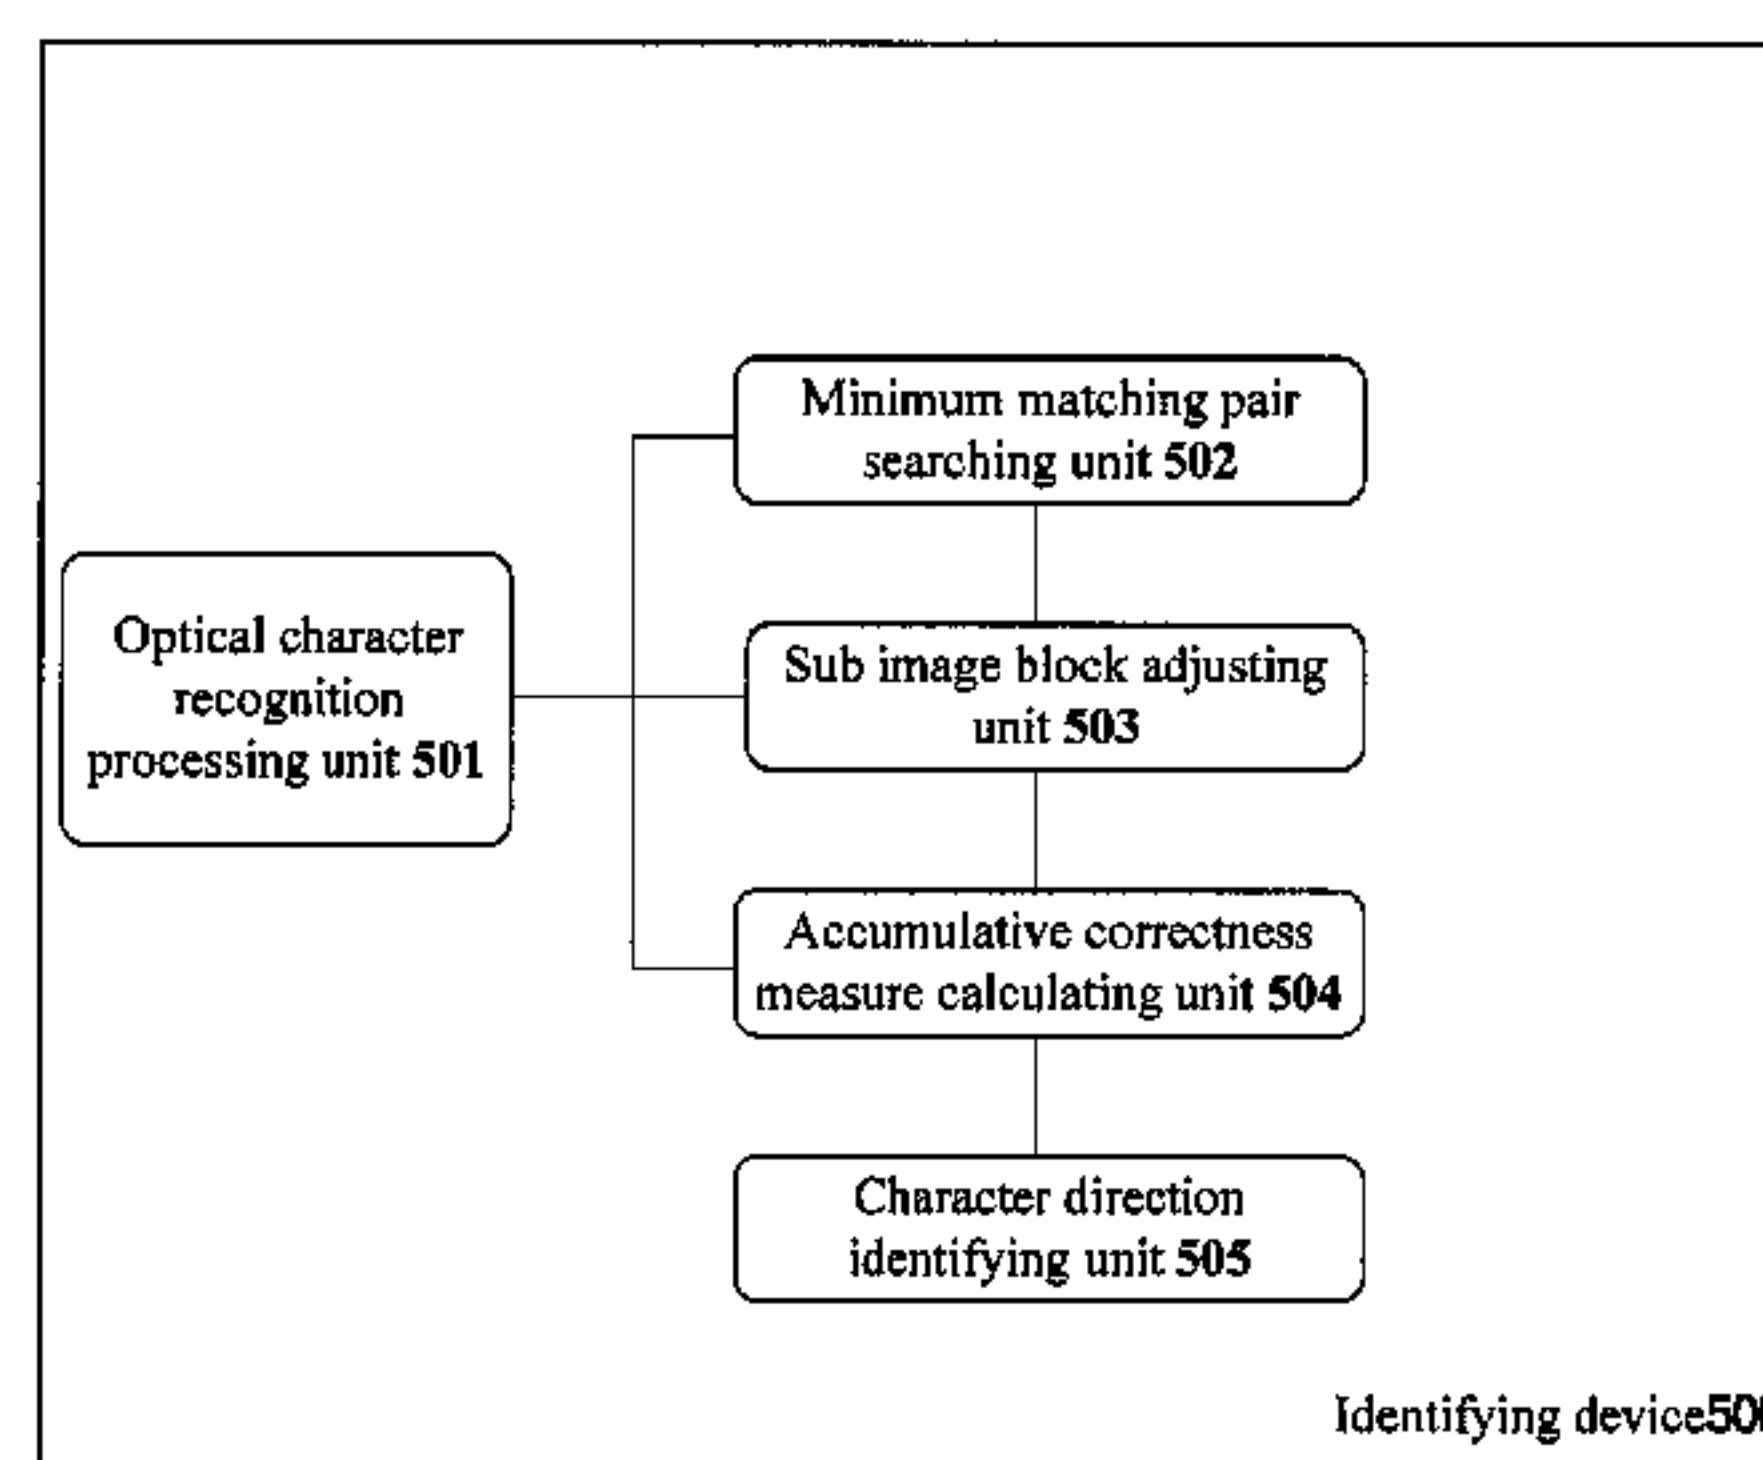 Optical character
recognition
processing unit 501
Minimum matching pair
searching unit 502
Sub image block adjusting
unit 503
Accumulative correctness
measure calculating unit 504
Character direction
identifying unit 505
Identifying device